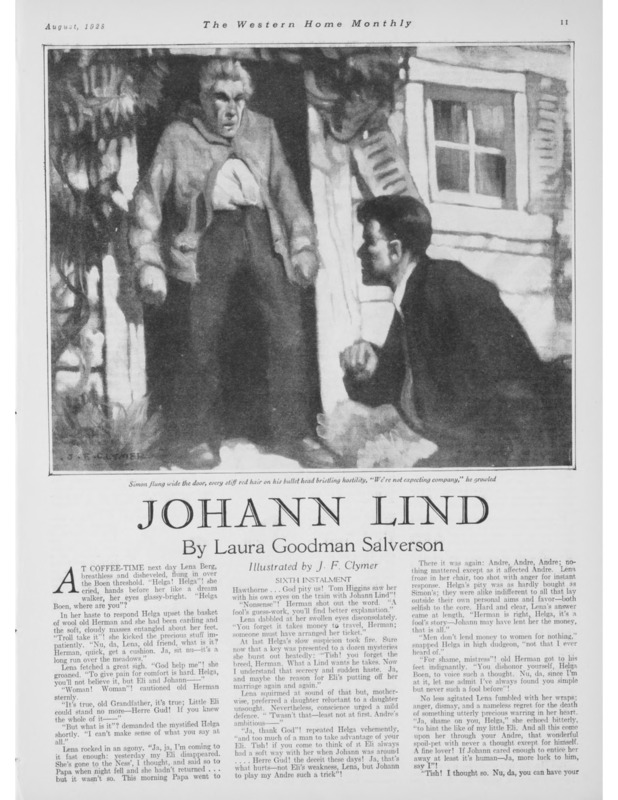 August, 1928
The Western Home Monthly
11
J. F. CLYMER
Simon flung wide the door, every stiff red hair on his bullet head bristling hostility, "We're not expecting company," he growled
JOHANN LIND
By Laura Goodman Salverson
Illustrated by J. F. Clymer
SIXTH INSTALMENT
AT COFFEE-TIME next day Lena Berg,
breathless and disheveled, flung in over
the Boen threshold. "Helga! Helga"! she
cried, hands before her like a dream
walker, her eyes glassy-bright. "Helga
Boen, where are you"?
In her haste to respond Helga upset the basket
of wool old Herman and she had been carding and
the soft, cloudy masses entangled about her feet.
"Troll take it"! she kicked the precious stuff im-
patiently. "Nu, da, Lena, old friend, what is it?
Herman, quick, get a cushion. Ja, sit so—it's a
long run over the meadows."
Lena fetched a great sigh. "God help me"! she
groaned. "To give pain for comfort is hard. Helga,
you'll not believe it, but Eli and Johann——"
"Woman! Woman"! cautioned old Herman
sternly.
"It's true, old Grandfather, it's true; Little Eli
could stand no more—Herre God! If you knew
the whole of it——"
"But what is it"? demanded the mystified Helga
shortly. "I can't make sense of what you say at
all."
Lena rocked in an agony. "Ja, ja, I'm coming to
it fast enough: yesterday my Eli disappeared.
She's gone to the Ness', I thought, and said so to
Papa when night fell and she hadn't returned . . .
but it wasn't so. This morning Papa went to
Hawthorne . . . God pity us! Tom Higgins saw her
with his own eyes on the train with Johann Lind"!
"Nonsense"! Herman shut out the word. "A
fool's guess-work, you'll find better explanation."
Lena dabbled at her swollen eyes disconsolately.
"You forget it takes money to travel, Herman;
someone must have arranged her ticket."
At last Helga's slow suspicion took fire. Sure
now that a key was presented to a dozen mysteries
she burst out heatedly: "Tish! you forget the
breed, Herman. What a Lind wants he takes. Now
I understand that secrecy and sudden haste. Ja,
and maybe the reason for Eli's putting off her
marriage again and again."
Lena squirmed at sound of that but, mother-
wise, preferred a daughter reluctant to a daughter
unsought. Nevertheless, conscience urged a mild
defence. "'Twasn't that—least not at first. Andre's
ambitions——"
"Ja, thank God"! repeated Helga vehemently,
"and too much of a man to take advantage of your
Eli. Tish! if you come to think of it Eli always
had a soft way with her when Johann was around
. . . . Herre Gud! the deceit these days! Ja, that's
what hurts—not Eli's weakness, Lena, but Johann
to play my Andre such a trick"!
There it was again: Andre, Andre, Andre; no-
thing mattered except as it affected Andre. Lena
froze in her chair, too shot with anger for instant
response. Helga's pity was as hardly bought as
Simon's; they were alike indifferent to all that lay
outside their own personal aims and favor—both
selfish to the core. Hard and clear, Lena's answer
came at length. "Herman is right, Helga, it's a
fool's story—Johann may have lent her the money,
that is all."
"Men don't lend money to women for nothing,"
snapped Helga in high dudgeon, "not that I ever
heard of."
"For shame, mistress"! old Herman got to his
feet indignantly. "You dishonor yourself, Helga
Boen, to voice such a thought. Nu, da, since I'm
at it, let me admit I've always found you simple
but never such a fool before"!
No less agitated Lena fumbled with her wraps;
anger, dismay, and a nameless regret for the death
of something utterly precious warring in her heart.
"Ja, shame on you, Helga," she echoed bitterly,
"to hint the like of my little Eli. And all this come
upon her through your Andre, that wonderful
spoil-pet with never a thought except for himself.
A fine lover! If Johann cared enough to entice her
away at least it's human—Ja, more luck to him,
say I"!
"Tish! I thought so. Nu, da, you can have your